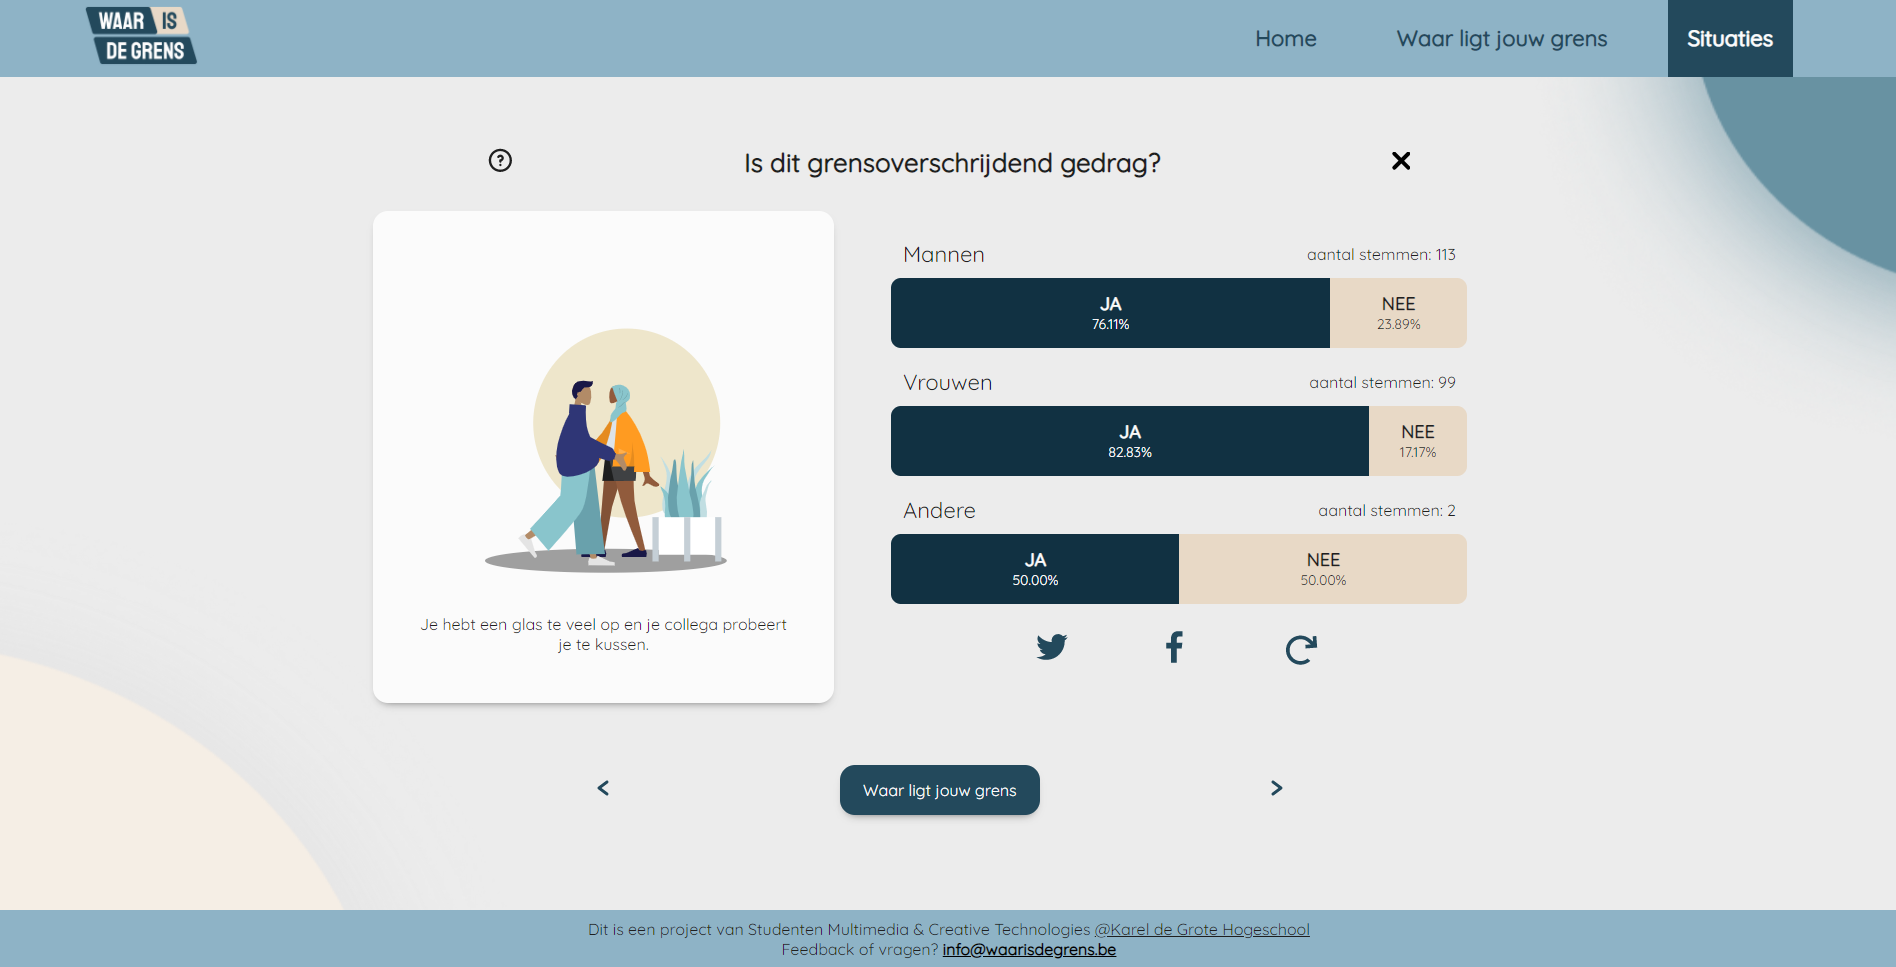 WAAR IS
DE GRENS
Home
Waar ligt jouw grens
Situaties
Is dit grensoverschrijdend gedrag?
Mannen
aantal stemmen: 113
JA
76.11%
NEE
23.89%
Vrouwen
aantal stemmen: 99
JA
82.83%
NEE
17.17%
Andere
aantal stemmen: 2
JA
50.00%
NEE
50.00%
Je hebt een glas te veel op en je collega probeert
je te kussen.
Waar ligt jouw grens
Dit is een project van Studenten Multimedia & Creative Technologies @Karel de Grote Hogeschool
Feedback of vragen? info@waarisdegrens.be